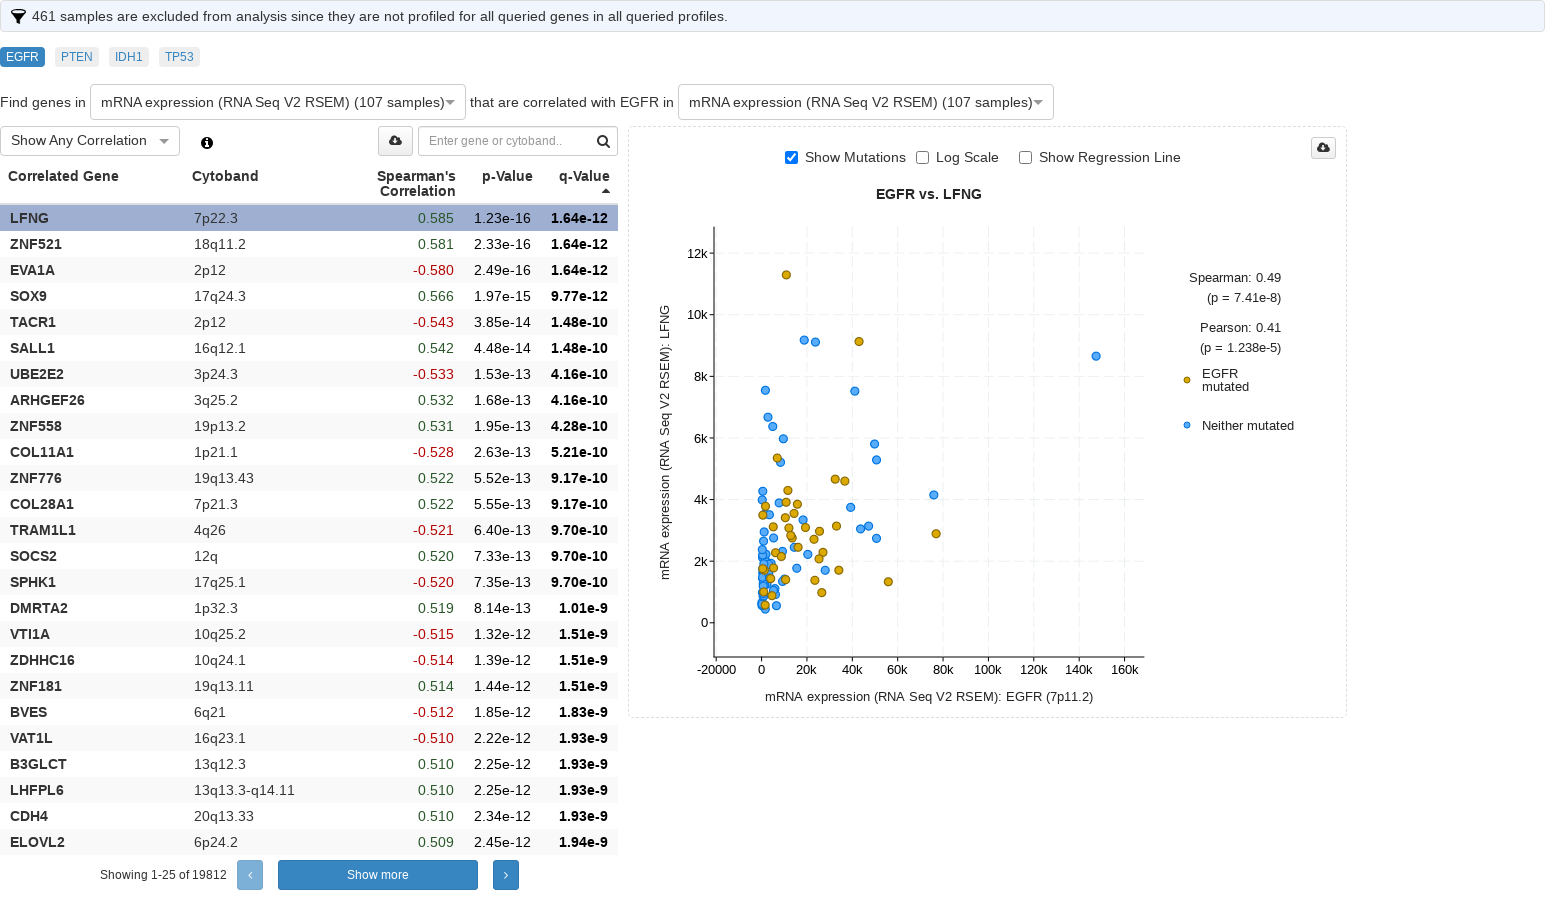 461 samples are excluded from analysis since they are not profiled for all queried genes in all queried profiles.
EGFR PTEN IDH1 TP53
Find genes in mRNA expression (RNA Seq V2 RSEM) (107 samples) that are correlated with EGFR in mRNA expression (RNA Seq V2 RSEM) (107 samples)
Show Any Correlation Enter gene or cytoband..
Correlated Gene Cytoband Spearman's Correlation p-Value q-Value
LFNG 7p22.3 0.585 1.23e-16 1.64e-12
ZNF521 18q11.2 0.581 2.33e-16 1.64e-12
EVA1A 2p12 -0.580 2.49e-16 1.64e-12
SOX9 17q24.3 0.566 1.97e-15 9.77e-12
TACR1 2p12 -0.543 3.85e-14 1.48e-10
SALL1 16q12.1 0.542 4.48e-14 1.48e-10
UBE2E2 3p24.3 -0.533 1.53e-13 4.16e-10
ARHGEF26 3q25.2 0.532 1.68e-13 4.16e-10
ZNF558 19p13.2 0.531 1.95e-13 4.28e-10
COL11A1 1p21.1 -0.528 2.63e-13 5.21e-10
ZNF776 19q13.43 0.522 5.52e-13 9.17e-10
COL28A1 7p21.3 0.522 5.55e-13 9.17e-10
TRAM1L1 4q26 -0.521 6.40e-13 9.70e-10
SOCS2 12q 0.520 7.33e-13 9.70e-10
SPHK1 17q25.1 -0.520 7.35e-13 9.70e-10
DMRTA2 1p32.3 0.519 8.14e-13 1.01e-9
VTI1A 10q25.2 -0.515 1.32e-12 1.51e-9
ZDHHC16 10q24.1 -0.514 1.39e-12 1.51e-9
ZNF181 19q13.11 0.514 1.44e-12 1.51e-9
BVES 6q21 -0.512 1.85e-12 1.83e-9
VAT1L 16q23.1 -0.510 2.22e-12 1.93e-9
B3GLCT 13q12.3 0.510 2.25e-12 1.93e-9
LHFPL6 13q13.3-q14.11 0.510 2.25e-12 1.93e-9
CDH4 20q13.33 0.510 2.34e-12 1.93e-9
ELOVL2 6p24.2 0.509 2.45e-12 1.94e-9
Showing 1-25 of 19812 Show more
Show Mutations Log Scale Show Regression Line
EGFR vs. LFNG
mRNA expression (RNA Seq V2 RSEM): LFNG
12k
10k
8k
6k
4k
2k
0
-20000 0 20k 40k 60k 80k 100k 120k 140k 160k
mRNA expression (RNA Seq V2 RSEM): EGFR (7p11.2)
Spearman: 0.49
(p = 7.41e-8)
Pearson: 0.41
(p = 1.238e-5)
EGFR
mutated
Neither mutated